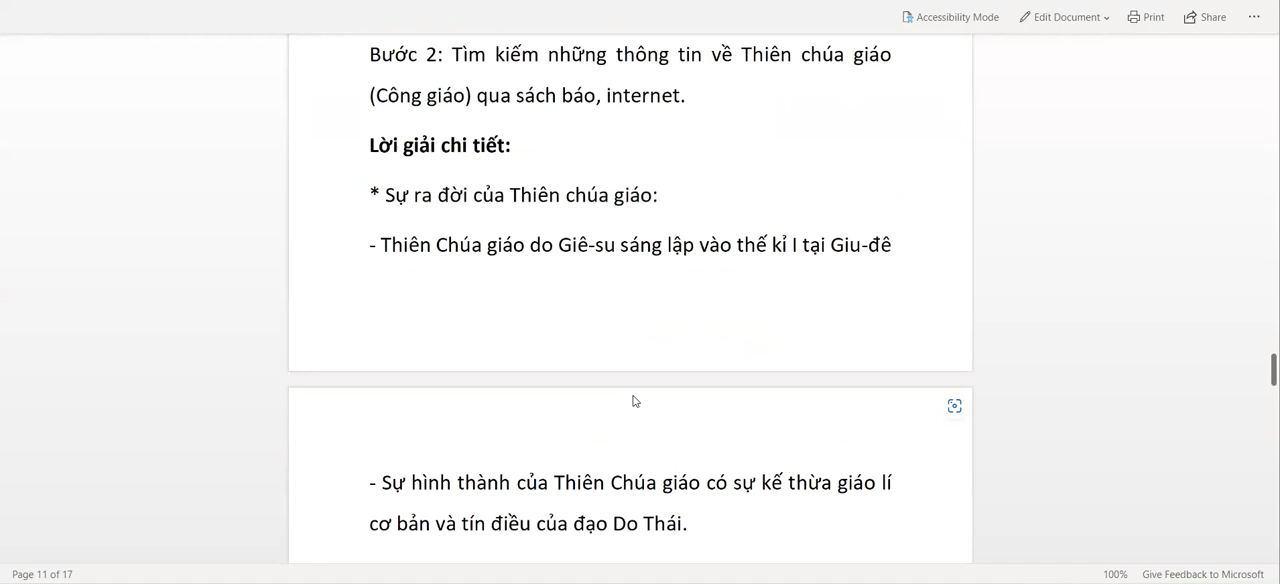 Accessibility Mode Edit Document Print Share ...
Bước 2: Tìm kiếm những thông tin về Thiên chúa giáo
(Công giáo) qua sách báo, internet.
Lời giải chi tiết:
* Sự ra đời của Thiên chúa giáo:
- Thiên Chúa giáo do Giê-su sáng lập vào thế kỉ I tại Giu-đê
- Sự hình thành của Thiên Chúa giáo có sự kế thừa giáo lí
cơ bản và tín điều của đạo Do Thái.
Page 11 of 17 100% Give Feedback to Microsoft